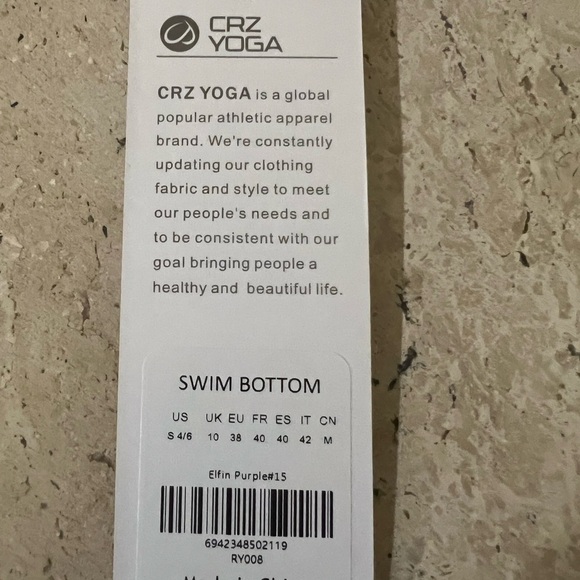 CRZ
YOGA
CRZ YOGA is a global
popular athletic apparel
brand. We're constantly
updating our clothing
fabric and style to meet
our people's needs and
to be consistent with our
goal bringing people a
healthy and beautiful life.
SWIM BOTTOM
US UK EU FR ES IT CN
S 4/6 10 38 40 40 42 M
Elfin Purple#15
6942348502119
RY008